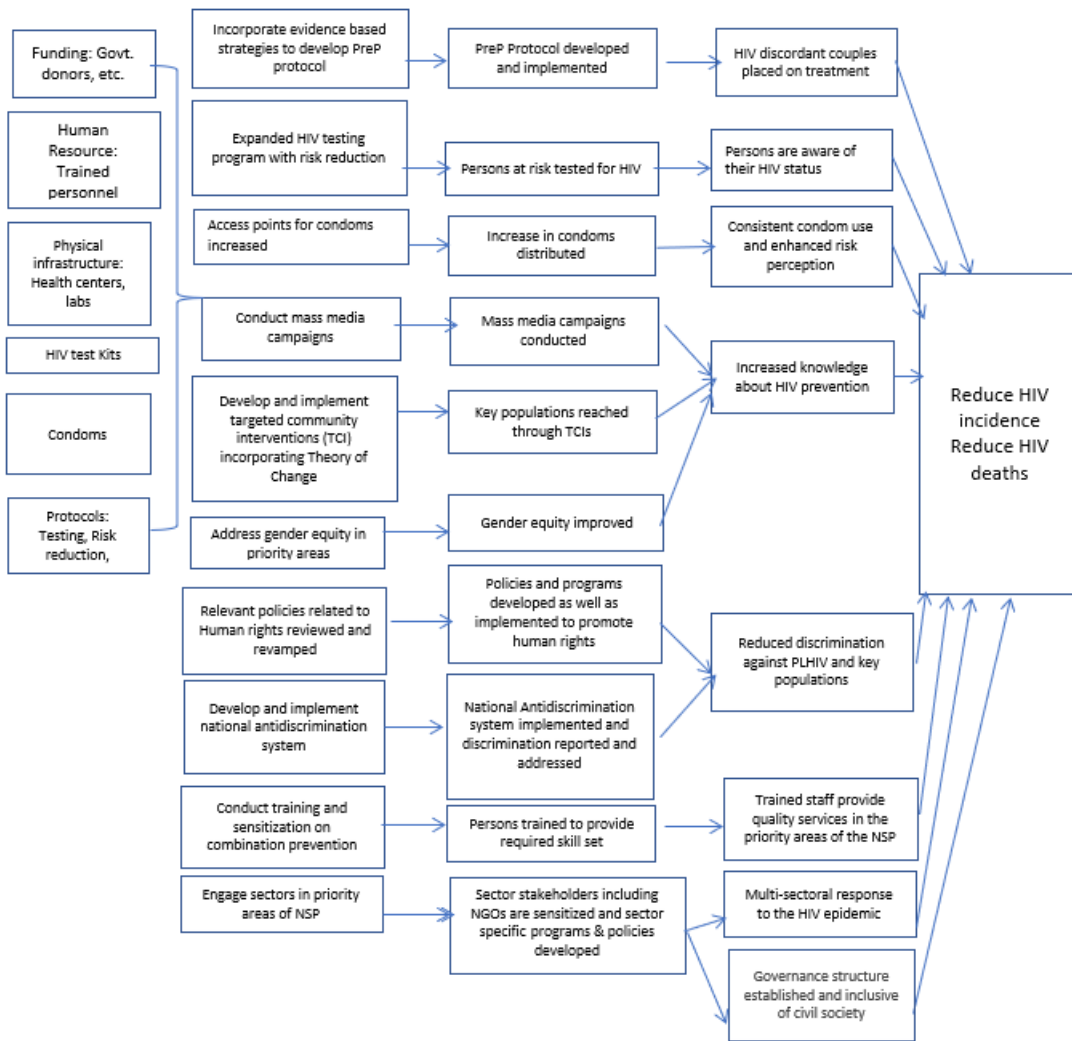 Funding: Govt.
donors, etc.
Human
Resource:
Trained
personnel
Physical
infrastructure:
Health centers,
labs
HIV test Kits
Condoms
Protocols:
Testing, Risk
reduction,
Incorporate evidence based
strategies to develop PreP
protocol
Expanded HIV testing
program with risk reduction
Access points for condoms
increased
Conduct mass media
campaigns
Develop and implement
targeted community
interventions (TCI)
incorporating Theory of
Change
Address gender equity in
priority areas
Relevant policies related to
Human rights reviewed and
revamped
Develop and implement
national antidiscrimination
system
Conduct training and
sensitization on
combination prevention
Engage sectors in priority
areas of NSP
PreP Protocol developed
and implemented
Persons at risk tested for HIV
Increase in condoms
distributed
Mass media campaigns
conducted
Key populations reached
through TCIs
Gender equity improved
Policies and programs
developed as well as
implemented to promote
human rights
National Antidiscrimination
system implemented and
discrimination reported and
addressed
Persons trained to provide
required skill set
Sector stakeholders including
NGOs are sensitized and sector
specific programs & policies
developed
HIV discordant couples
placed on treatment
Persons are aware of
their HIV status
Consistent condom use
and enhanced risk
perception
Increased knowledge
about HIV prevention
Reduced discrimination
against PLHIV and key
populations
Trained staff provide
quality services in the
priority areas of the NSP
Multi-sectoral response
to the HIV epidemic
Governance structure
established and inclusive
of civil society
Reduce HIV
incidence
Reduce HIV
deaths